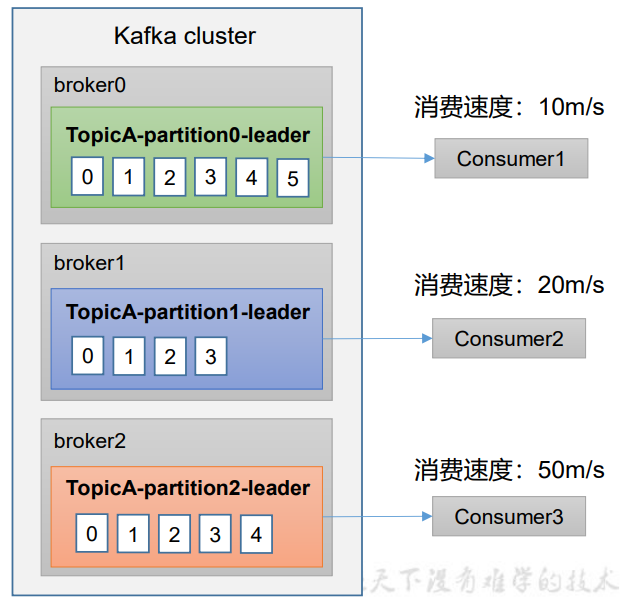 Kafka cluster
broker0
TopicA-partition0-leader
0 1 2 3 4 5
消费速度：10m/s
Consumer1
broker1
TopicA-partition1-leader
0 1 2 3
消费速度：20m/s
Consumer2
broker2
TopicA-partition2-leader
0 1 2 3 4
消费速度：50m/s
Consumer3
天下没有难学的技术